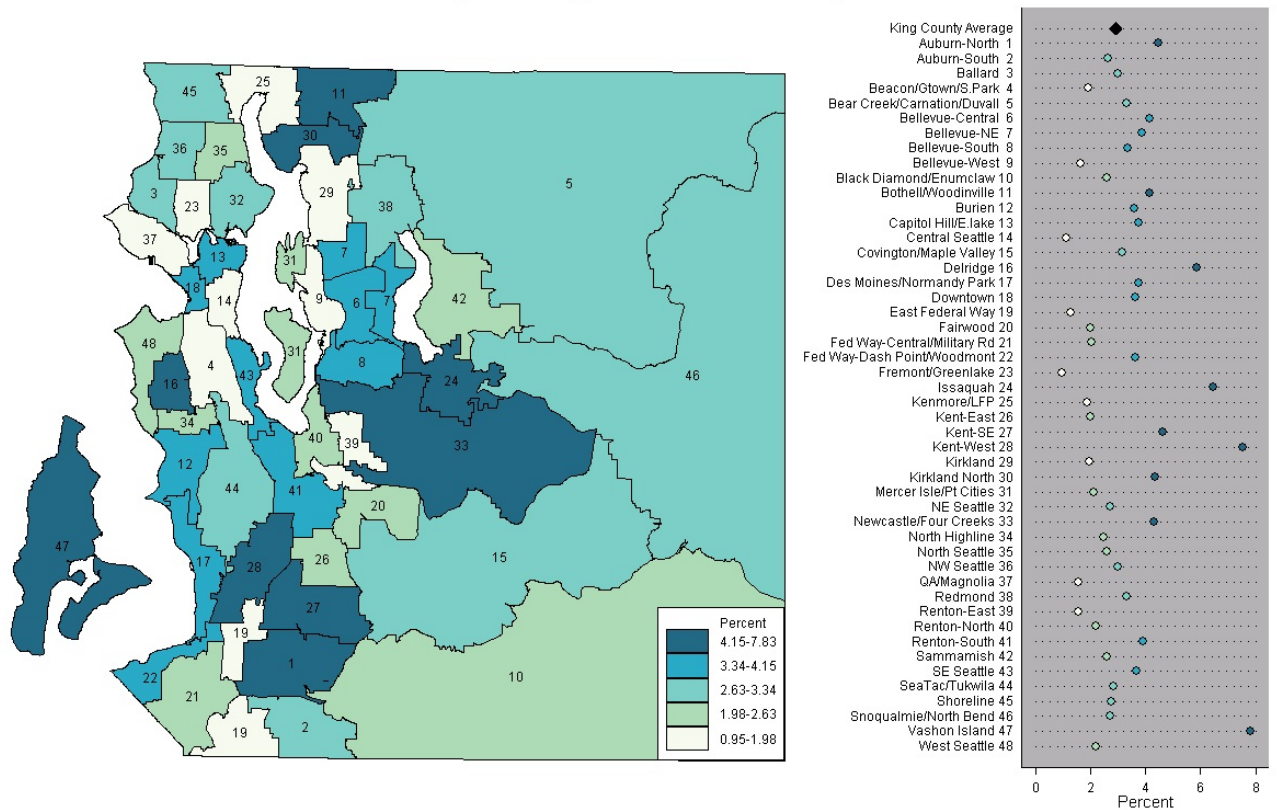 45
25
11
30
36
35
5
3
23
32
29
38
37
13
31
7
18
14
9
6
7
42
48
4
31
43
8
16
24
46
34
40
39
33
12
44
41
20
47
17
28
26
15
27
19
1
22
21
10
19
2
Percent
4.15-7.83
3.34-4.15
2.63-3.34
1.98-2.63
0.95-1.98
King County Average
Auburn-North 1
Auburn-South 2
Ballard 3
Beacon/Gtown/S.Park 4
Bear Creek/Carnation/Duvall 5
Bellevue-Central 6
Bellevue-NE 7
Bellevue-South 8
Bellevue-West 9
Black Diamond/Enumclaw 10
Bothell/Woodinville 11
Burien 12
Capitol Hill/E.lake 13
Central Seattle 14
Covington/Maple Valley 15
Delridge 16
Des Moines/Normandy Park 17
Downtown 18
East Federal Way 19
Fairwood 20
Fed Way-Central/Military Rd 21
Fed Way-Dash Point/Woodmont 22
Fremont/Greenlake 23
Issaquah 24
Kenmore/LFP 25
Kent-East 26
Kent-SE 27
Kent-West 28
Kirkland 29
Kirkland North 30
Mercer Isle/Pt Cities 31
NE Seattle 32
Newcastle/Four Creeks 33
North Highline 34
North Seattle 35
NW Seattle 36
QA/Magnolia 37
Redmond 38
Renton-East 39
Renton-North 40
Renton-South 41
Sammamish 42
SE Seattle 43
SeaTac/Tukwila 44
Shoreline 45
Snoqualmie/North Bend 46
Vashon Island 47
West Seattle 48
0 2 4 6 8
Percent